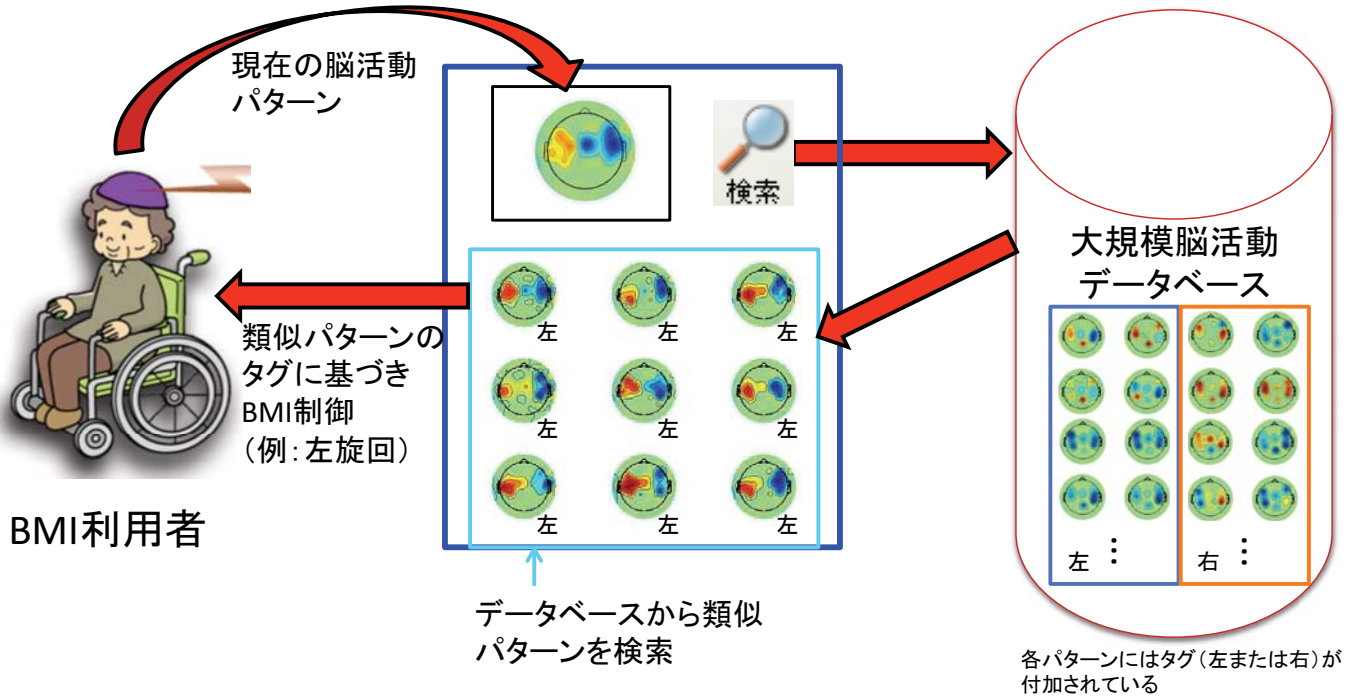 現在の脳活動
パターン
検索
大規模脳活動
データベース
左 左 左
左 左 左
左 左 左
類似パターンの
タグに基づき
BMI制御
（例：左旋回）
BMI利用者
左 ⋮ 右 ⋮
データベースから類似
パターンを検索
各パターンにはタグ（左または右）が
付加されている